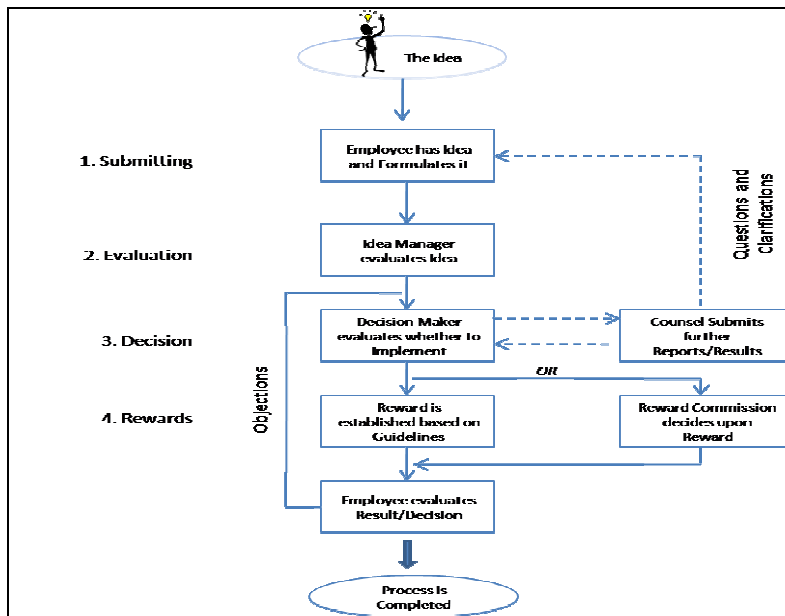 The Idea
1. Submitting
Employee has Idea
and Formulates it
Questions and
Clarifications
2. Evaluation
Idea Manager
evaluates Idea
3. Decision
Decision Maker
evaluates whether to
Implement
Counsel Submits
further
Reports/Results
OR
Objections
4. Rewards
Reward is
established based on
Guidelines
Reward Commission
decides upon
Reward
Employee evaluates
Result/Decision
Process is
Completed